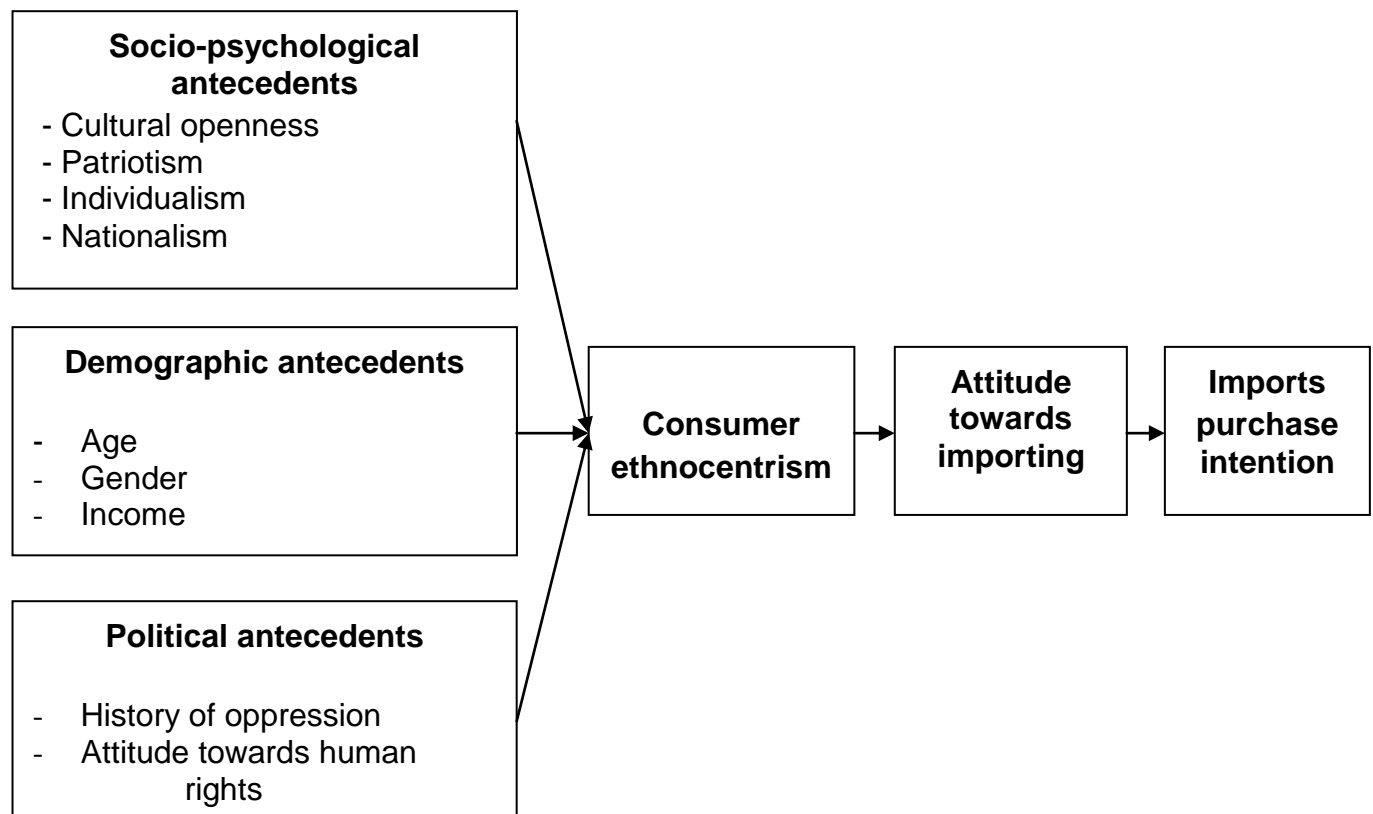 Socio-psychological
antecedents
- Cultural openness
- Patriotism
- Individualism
- Nationalism
Demographic antecedents
- Age
- Gender
- Income
Political antecedents
- History of oppression
- Attitude towards human
rights
Consumer
ethnocentrism
Attitude
towards
importing
Imports
purchase
intention